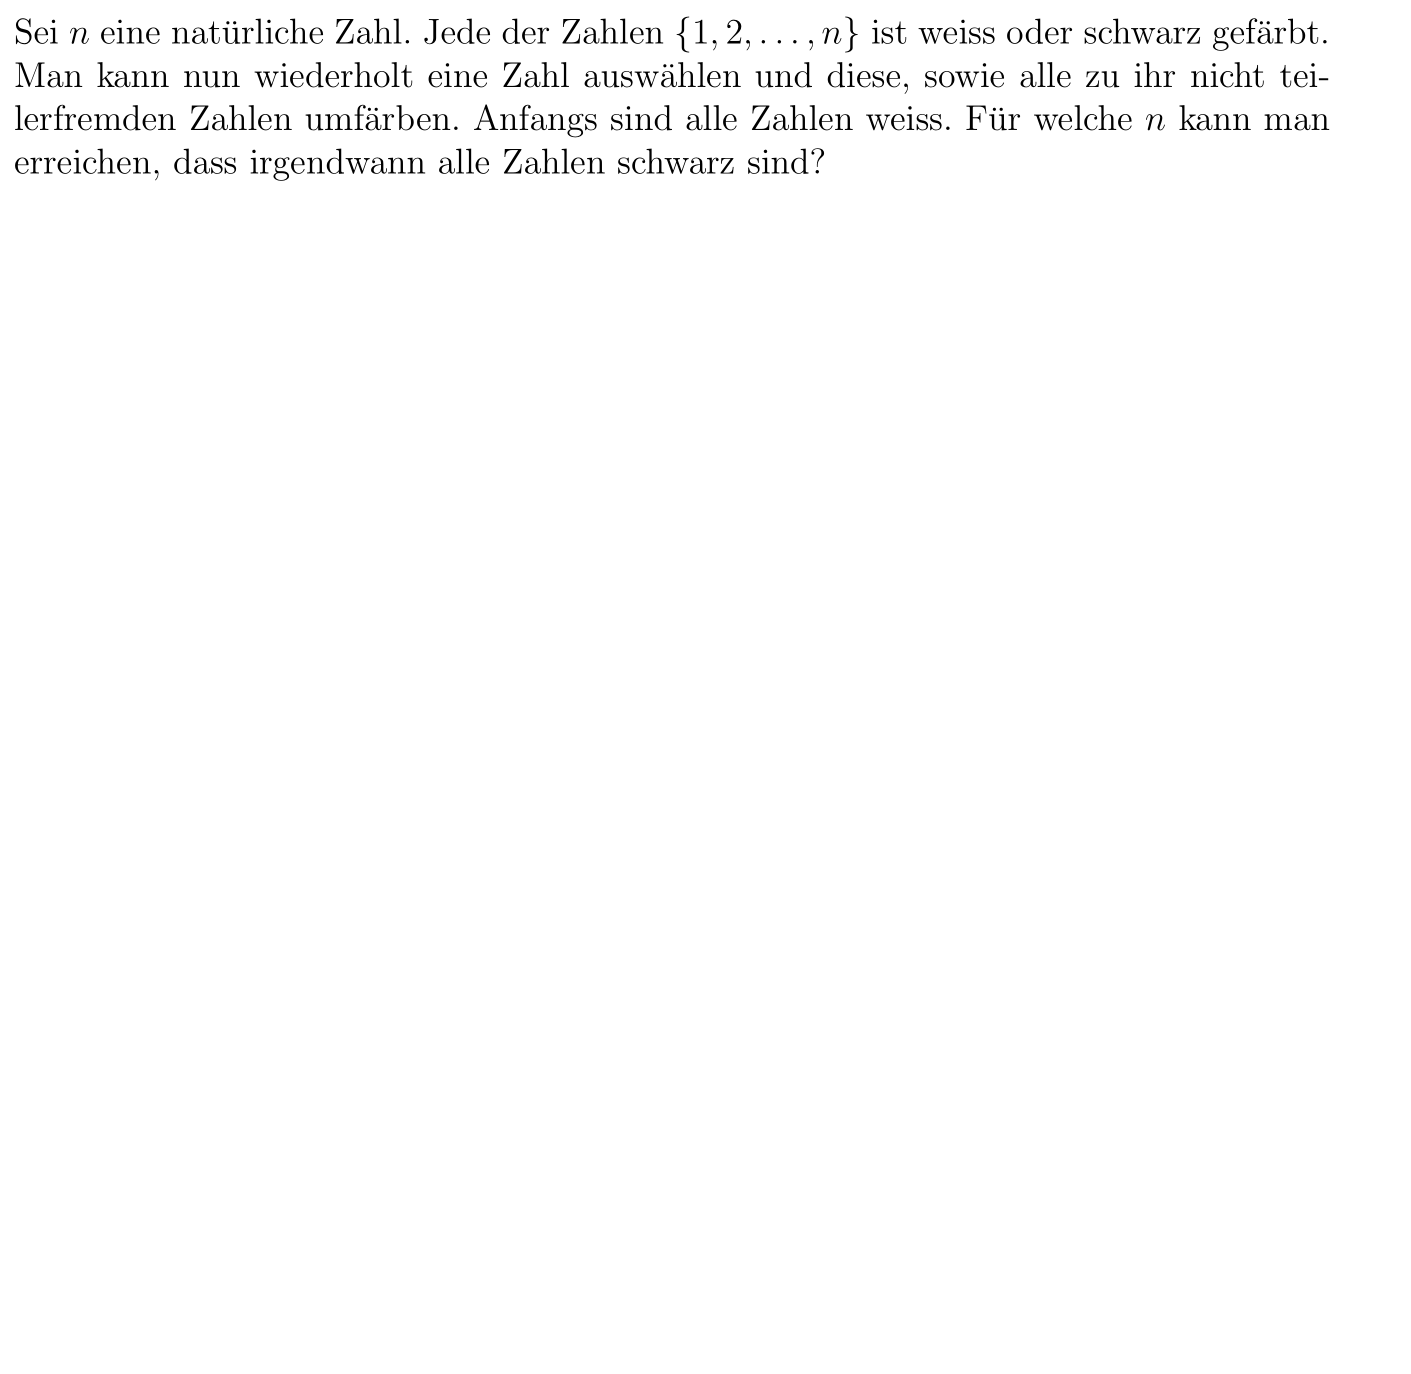 Sei n eine natürliche Zahl. Jede der Zahlen {1, 2, . . . , n} ist weiss oder schwarz gefärbt.
Man kann nun wiederholt eine Zahl auswählen und diese, sowie alle zu ihr nicht tei-
lerfremden Zahlen umfärben. Anfangs sind alle Zahlen weiss. Für welche n kann man
erreichen, dass irgendwann alle Zahlen schwarz sind?